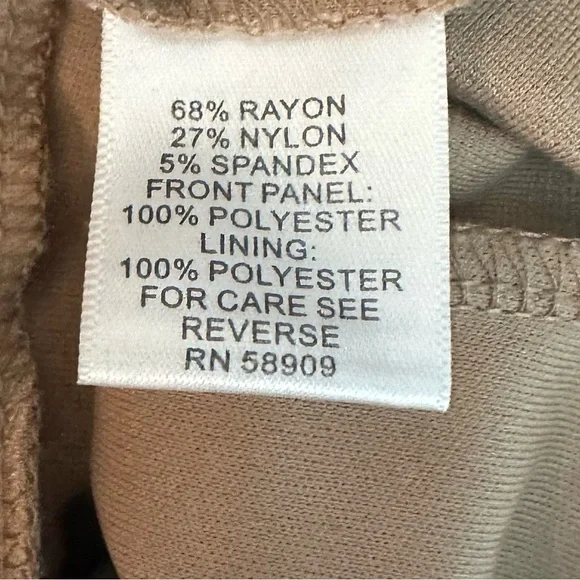 68% RAYON
27% NYLON
5% SPANDEX
FRONT PANEL:
100% POLYESTER
LINING:
100% POLYESTER
FOR CARE SEE
REVERSE
RN 58909